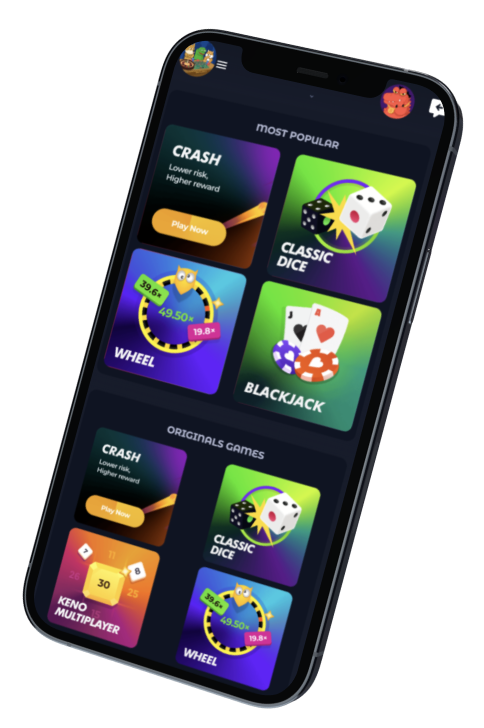 MOST POPULAR
CRASH
Lower risk,
Higher reward
Play Now
CLASSIC
DICE
39.6×
49.50×
19.8×
WHEEL
J
A
BLACKJACK
ORIGINALS GAMES
CRASH
Lower risk,
Higher reward
Play Now
CLASSIC
DICE
7
11
8
30
25
KENO
MULTIPLAYER
39.6×
49.50×
19.8×
WHEEL